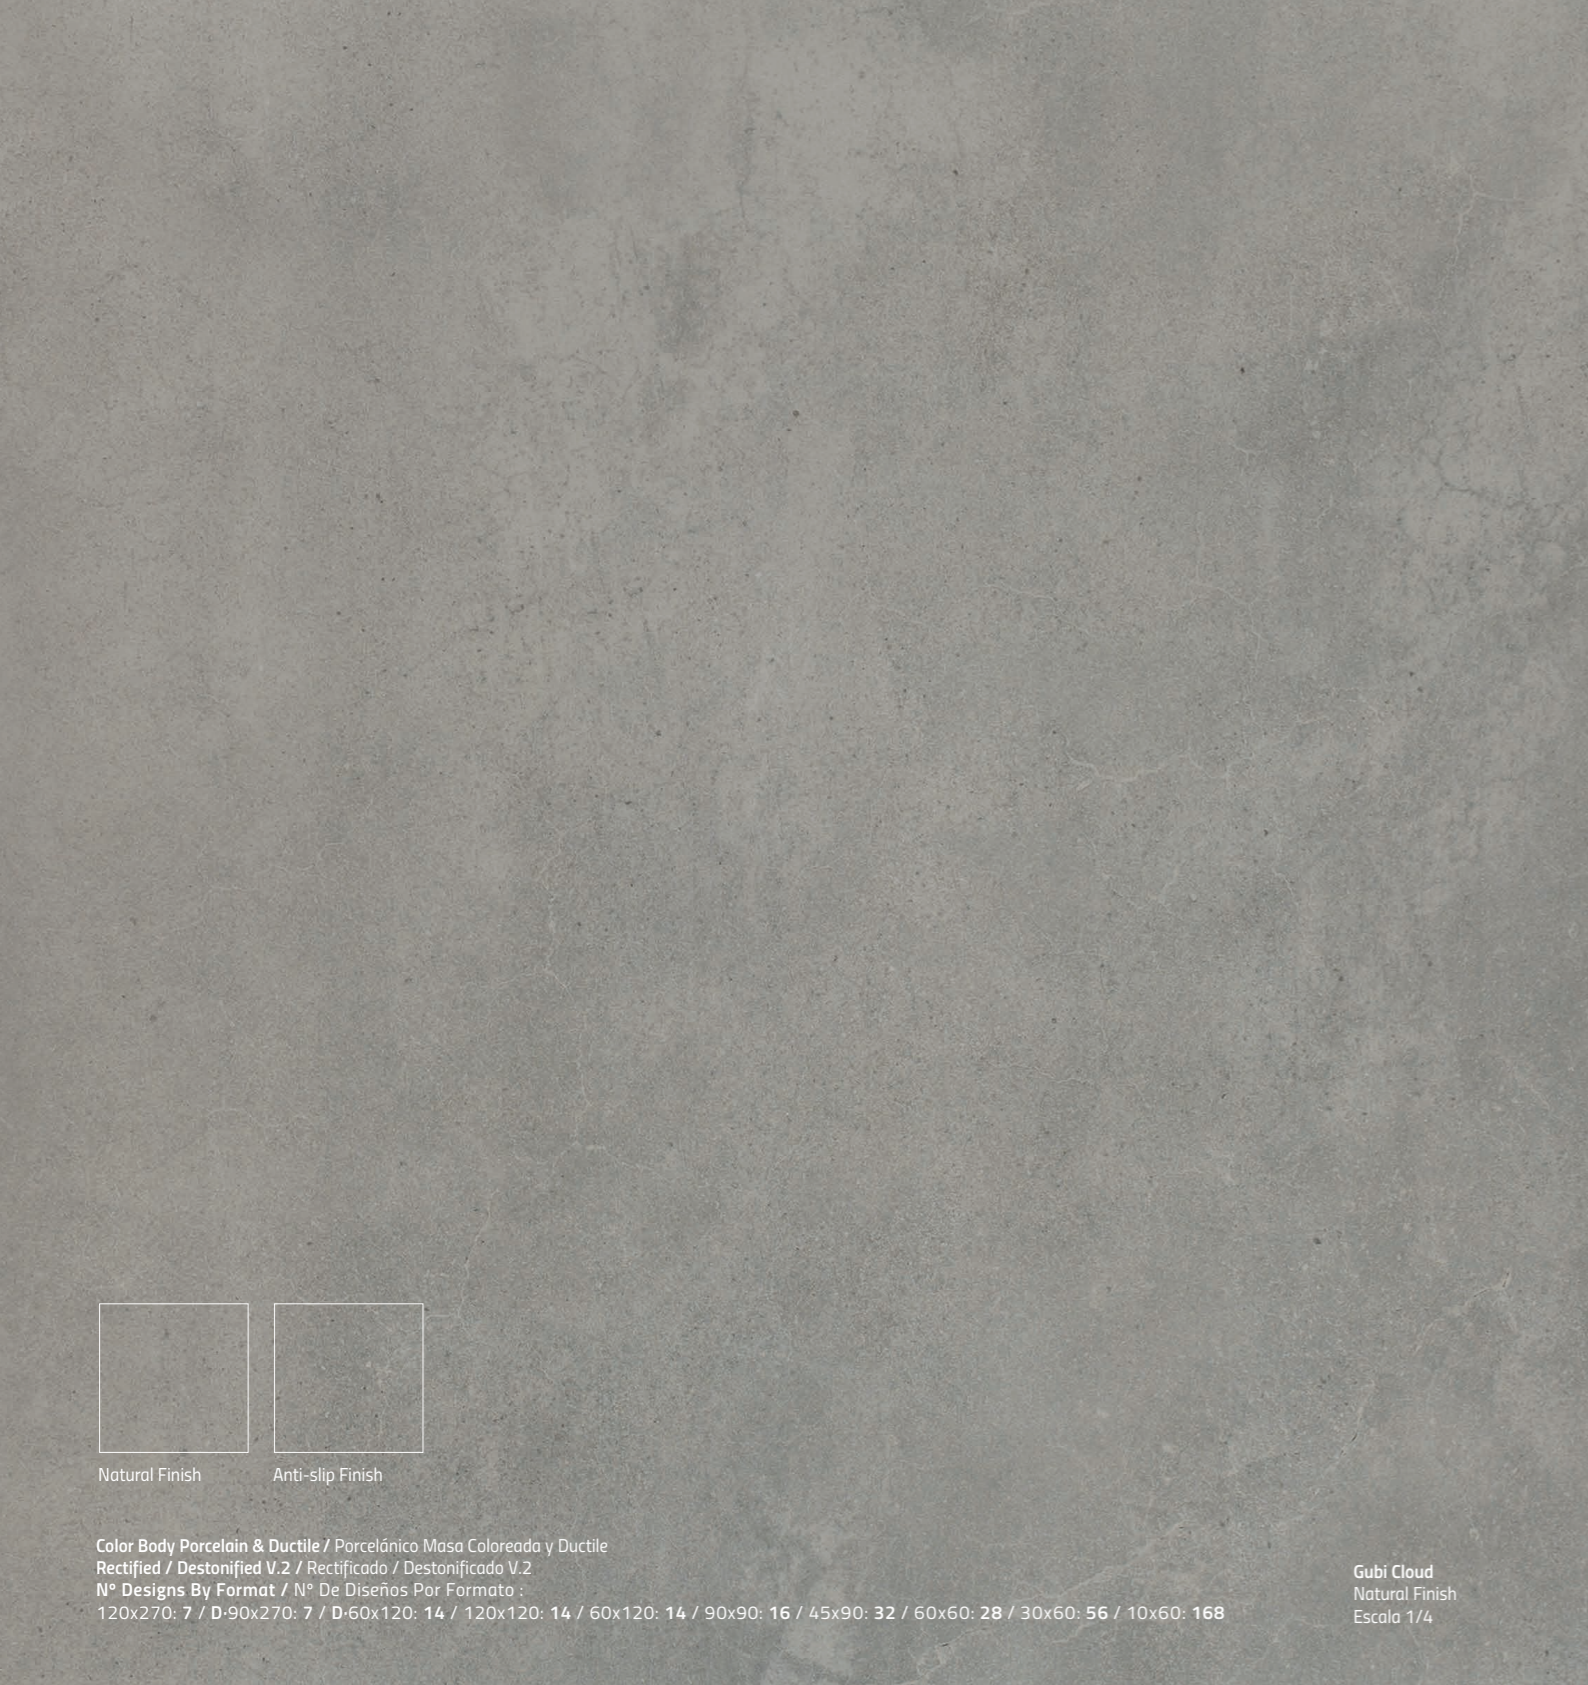 Natural Finish
Anti-slip Finish
Color Body Porcelain & Ductile / Porcelánico Masa Coloreada y Ductile
Rectified / Destonified V.2 / Rectificado / Destonificado V.2
Nº Designs By Format / Nº De Diseños Por Formato :
120x270: 7 / D·90x270: 7 / D·60x120: 14 / 120x120: 14 / 60x120: 14 / 90x90: 16 / 45x90: 32 / 60x60: 28 / 30x60: 56 / 10x60: 168
Gubi Cloud
Natural Finish
Escala 1/4